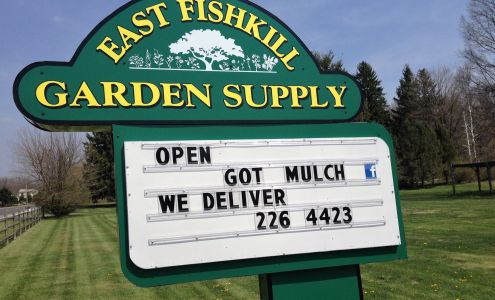 EAST FISHKILL
GARDEN SUPPLY
OPEN
GOT MULCH f
WE DELIVER
226 4423